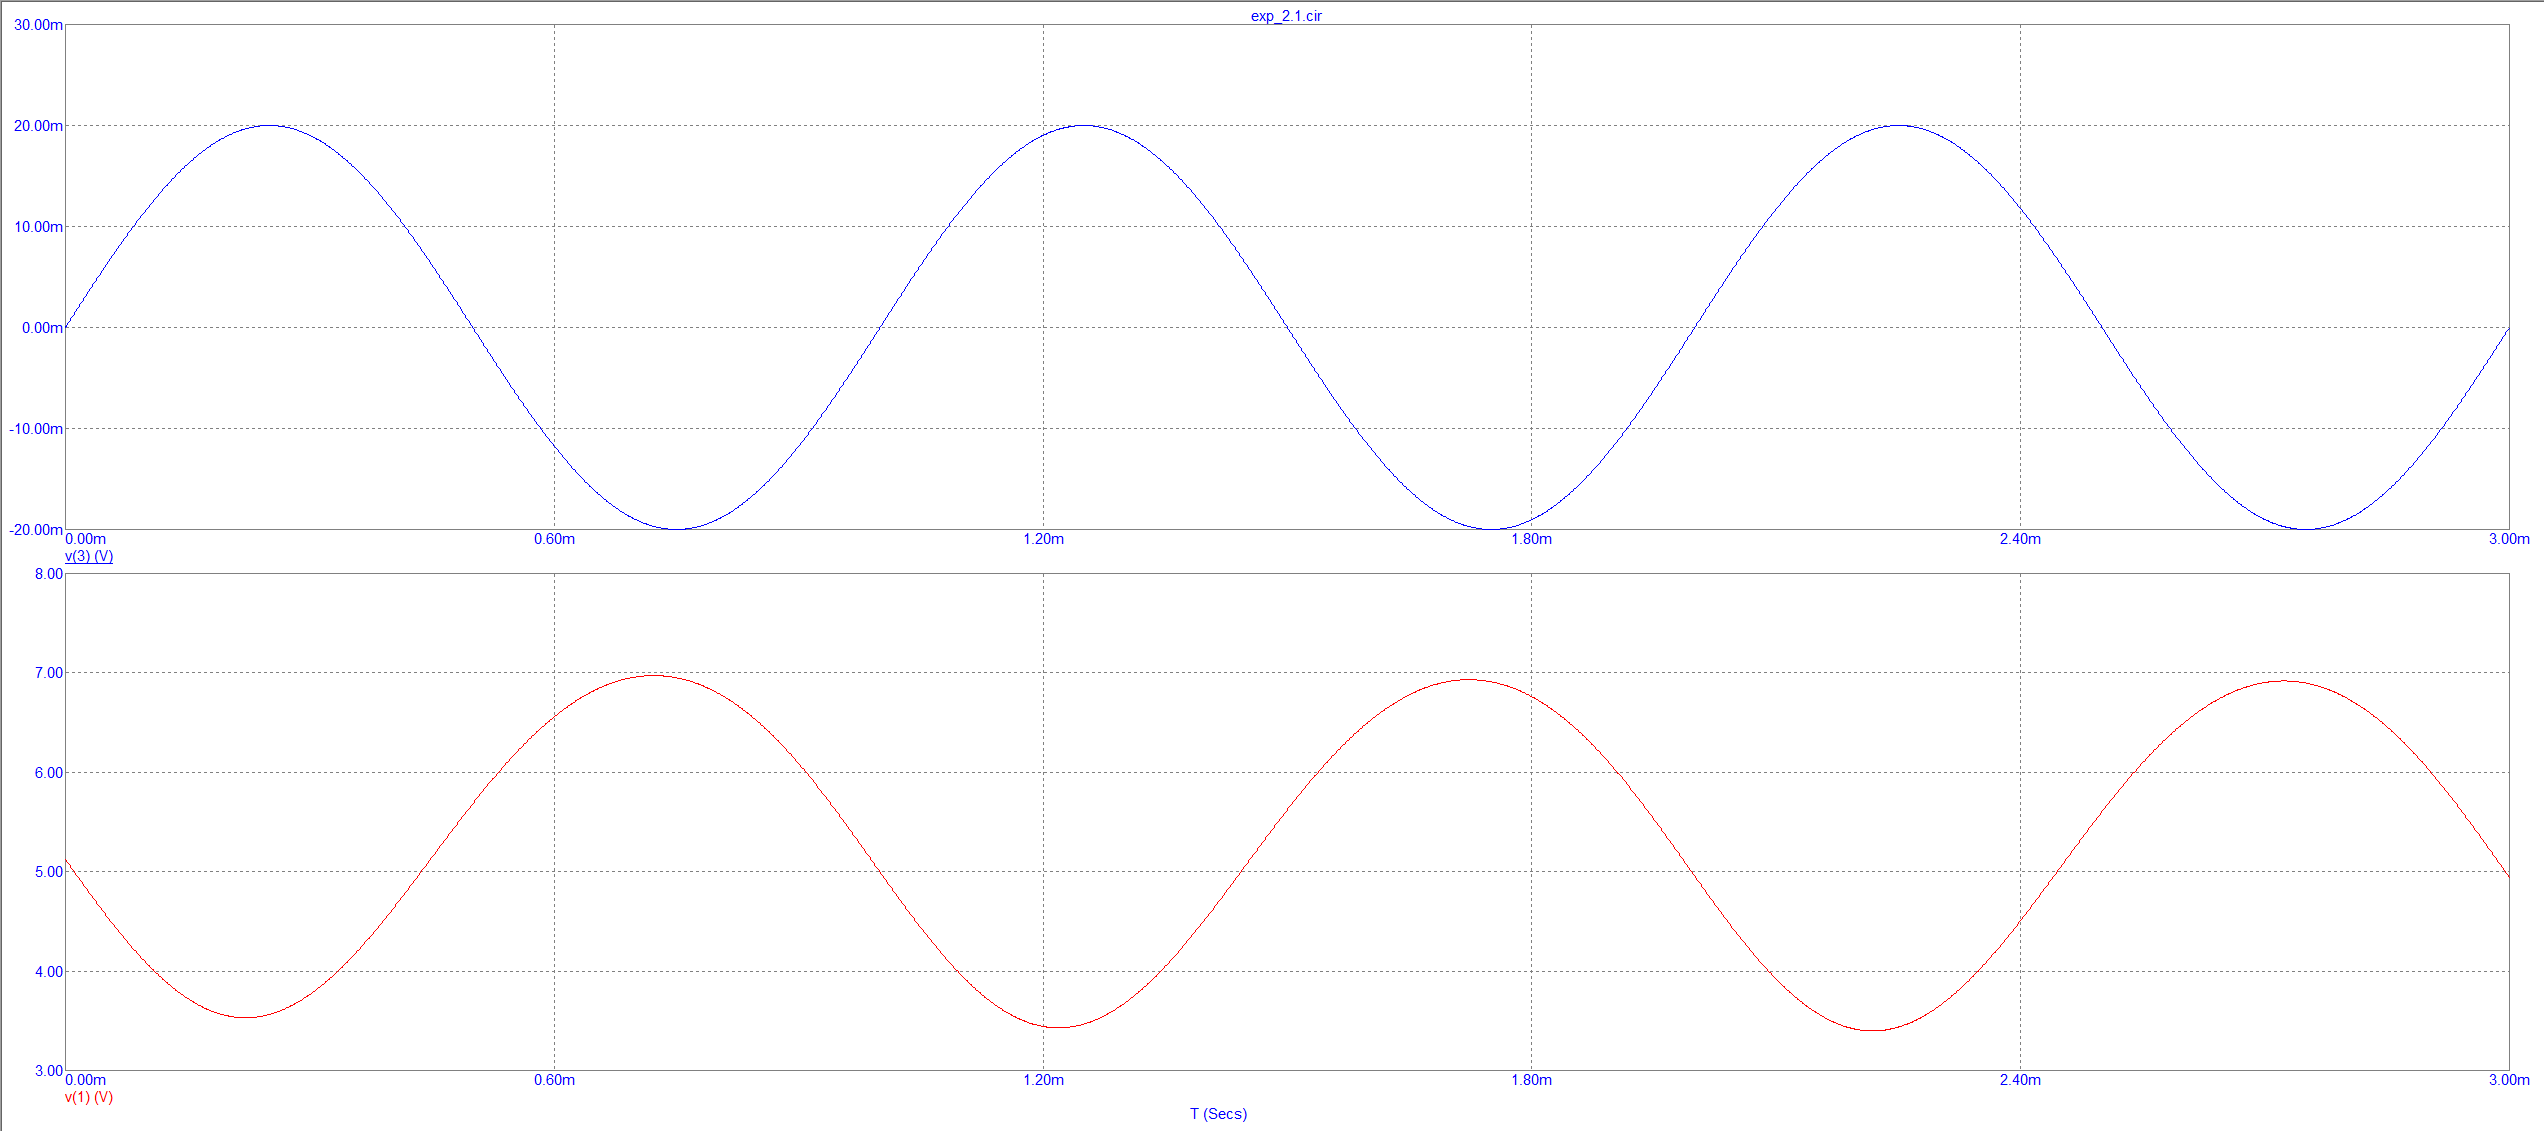 exp_2.1.cir
30.00m
20.00m
10.00m
0.00m
-10.00m
-20.00m
0.00m 0.60m 1.20m 1.80m 2.40m 3.00m
v(3) (V)
8.00
7.00
6.00
5.00
4.00
3.00
0.00m 0.60m 1.20m 1.80m 2.40m 3.00m
v(1) (V)
T (Secs)